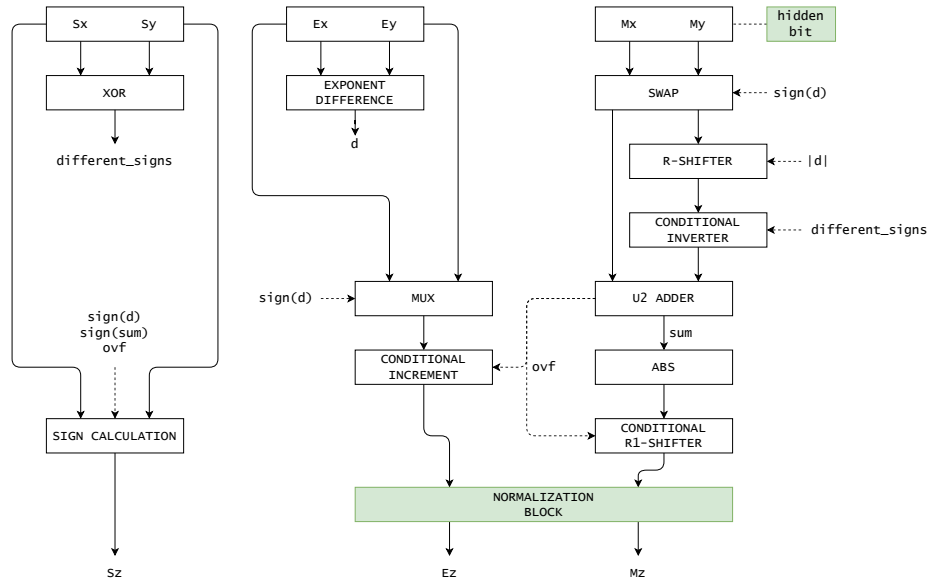 Sx Sy
Ex Ey
Mx My
hidden
bit
XOR
EXPONENT
DIFFERENCE
SWAP
sign(d)
d
different_signs
R-SHIFTER
|d|
CONDITIONAL
INVERTER
different_signs
sign(d)
MUX
U2 ADDER
sign(d)
sign(sum)
ovf
sum
CONDITIONAL
INCREMENT
ovf
ABS
SIGN CALCULATION
CONDITIONAL
R1-SHIFTER
NORMALIZATION
BLOCK
Sz
Ez
Mz